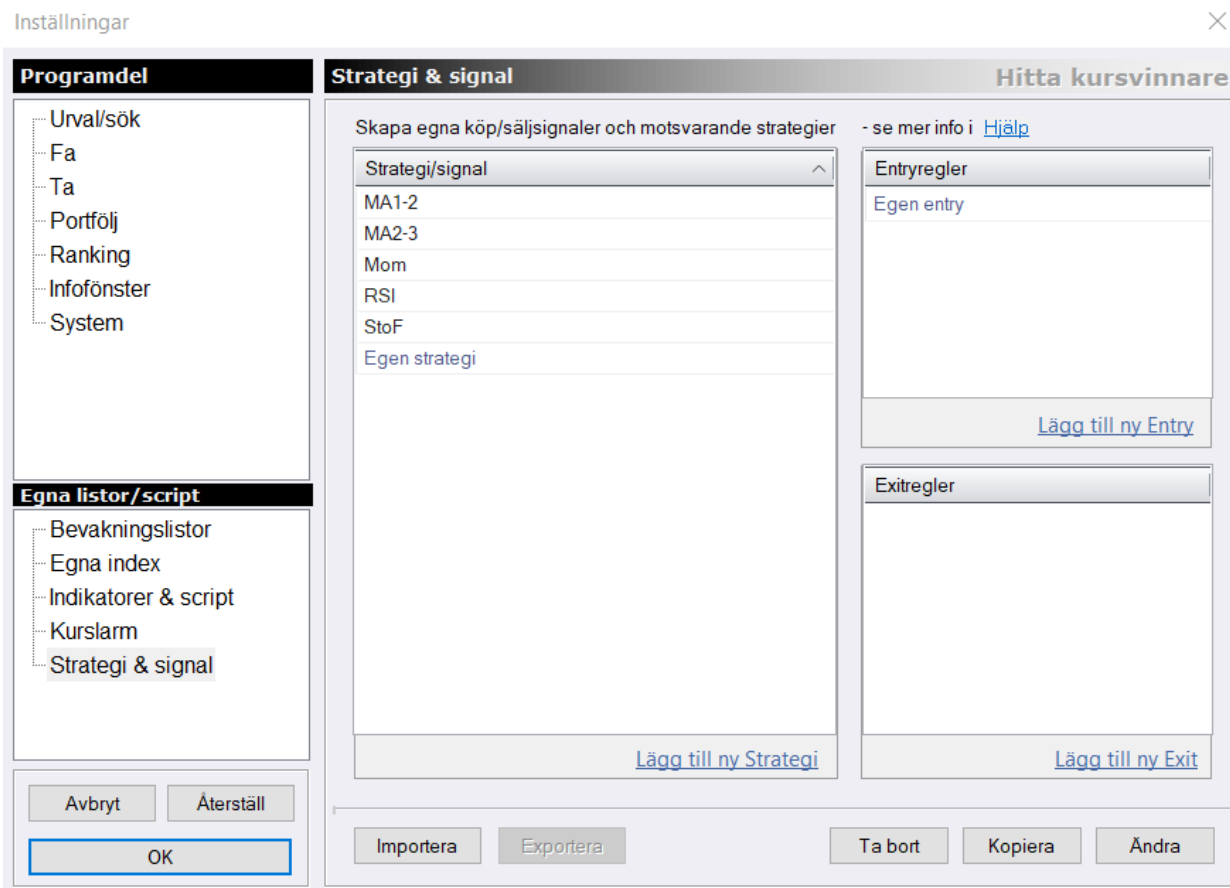 Inställningar
Programdel
Urval/sök
Fa
Ta
Portfölj
Ranking
Infofönster
System
Egna listor/script
Bevakningslistor
Egna index
Indikatorer & script
Kurslarm
Strategi & signal
Avbryt
Återställ
OK
Strategi & signal
Hitta kursvinnare
Skapa egna köp/säljsignaler och motsvarande strategier - se mer info i Hjälp
Strategi/signal
MA1-2
MA2-3
Mom
RSI
StoF
Egen strategi
Lägg till ny Strategi
Entryregler
Egen entry
Lägg till ny Entry
Exitregler
Lägg till ny Exit
Importera
Exportera
Ta bort
Kopiera
Ändra